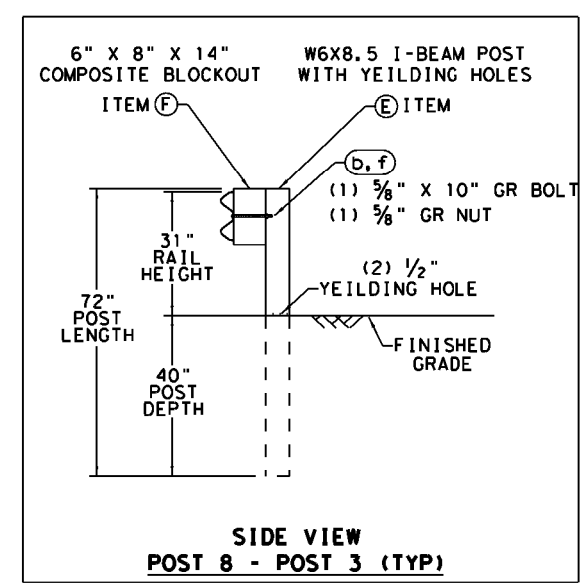 6" X 8" X 14"
COMPOSITE BLOCKOUT
ITEM F
W6X8.5 I-BEAM POST
WITH YEILDING HOLES
E ITEM
b,f
(1) 5/8" X 10" GR BOLT
(1) 5/8" GR NUT
31"
RAIL
HEIGHT
(2) 1/2"
YEILDING HOLE
72"
POST
LENGTH
FINISHED
GRADE
40"
POST
DEPTH
SIDE VIEW
POST 8 - POST 3 (TYP)